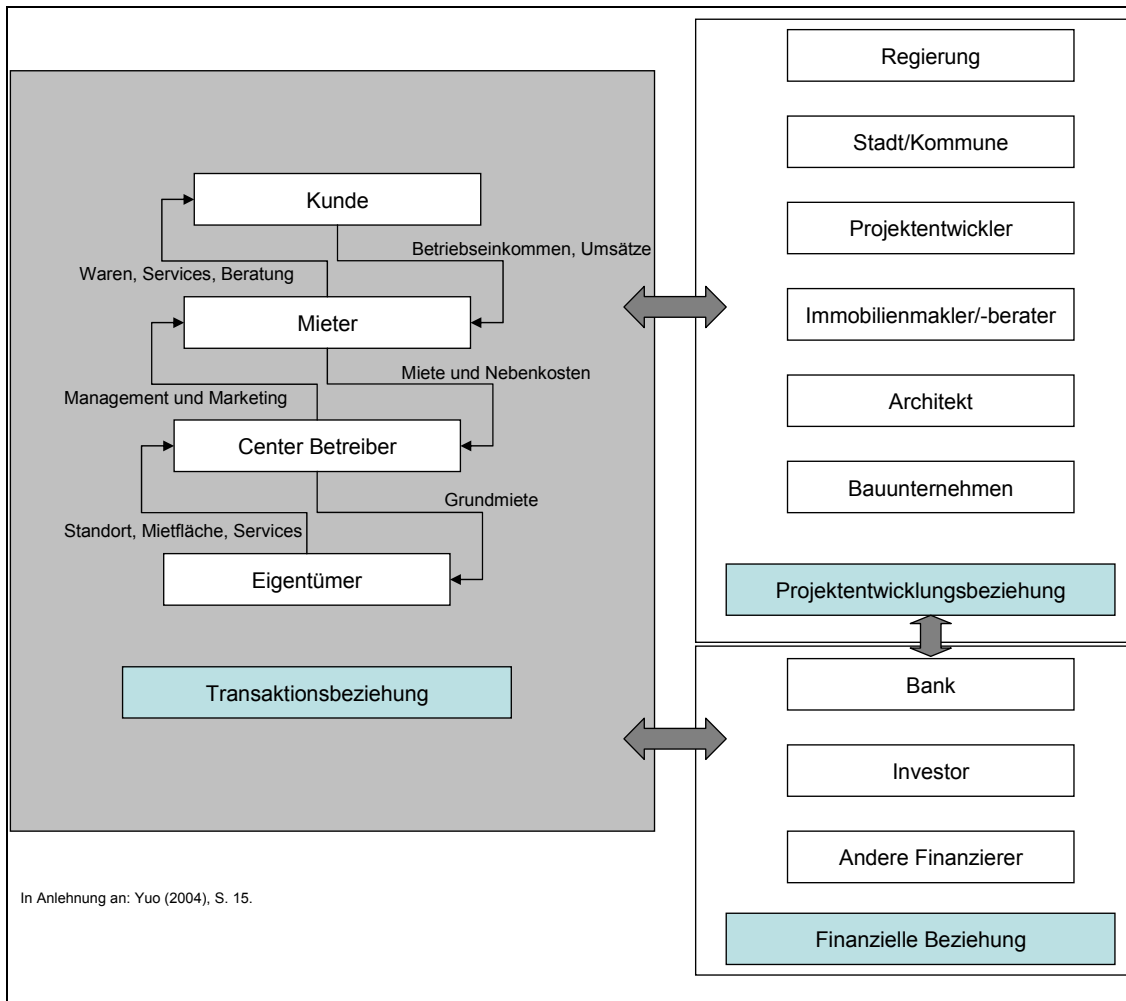 Kunde
Betriebseinkommen, Umsätze
Waren, Services, Beratung
Mieter
Miete und Nebenkosten
Management und Marketing
Center Betreiber
Grundmiete
Standort, Mietfläche, Services
Eigentümer
Transaktionsbeziehung
In Anlehnung an: Yuo (2004), S. 15.
Regierung
Stadt/Kommune
Projektentwickler
Immobilienmakler/-berater
Architekt
Bauunternehmen
Projektentwicklungsbeziehung
Bank
Investor
Andere Finanzierer
Finanzielle Beziehung